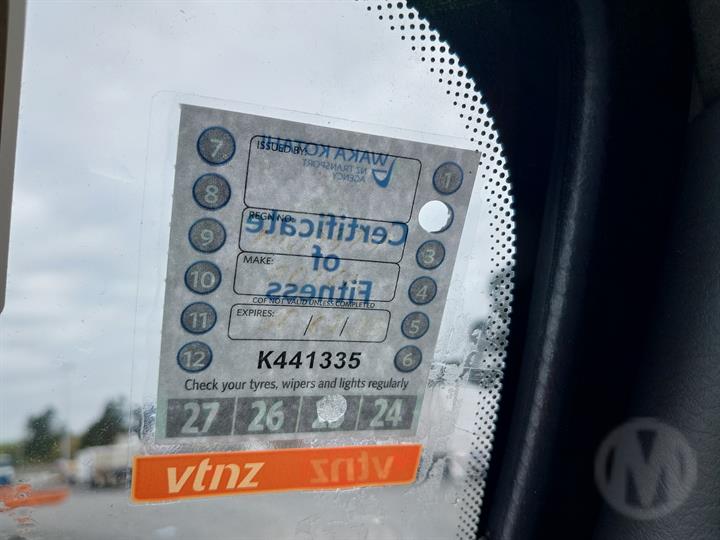 WAKA KOTAHI
NZ TRANSPORT
AGENCY
ISSUED BY:
REGN NO:
Certificate
of
Fitness
MAKE:
COF NOT VALID UNLESS COMPLETED
EXPIRES: / /
K441335
7 1
8
9 3
10 4
11 5
12 6
Check your tyres, wipers and lights regularly
27 26 24
vtnz vtnz
M